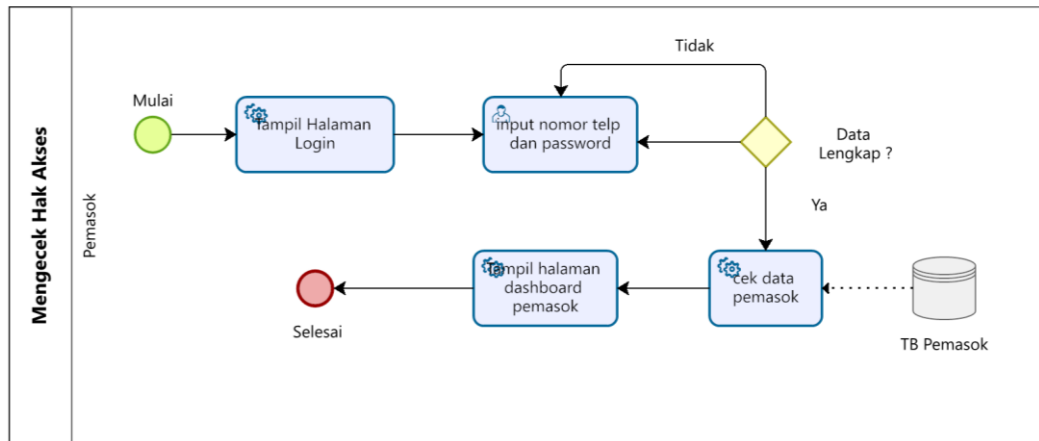 Mengecek Hak Akses
Pemasok
Mulai
Tampil Halaman
Login
input nomor telp
dan password
Tidak
Data
Lengkap ?
Ya
cek data
pemasok
TB Pemasok
Tampil halaman
dashboard
pemasok
Selesai